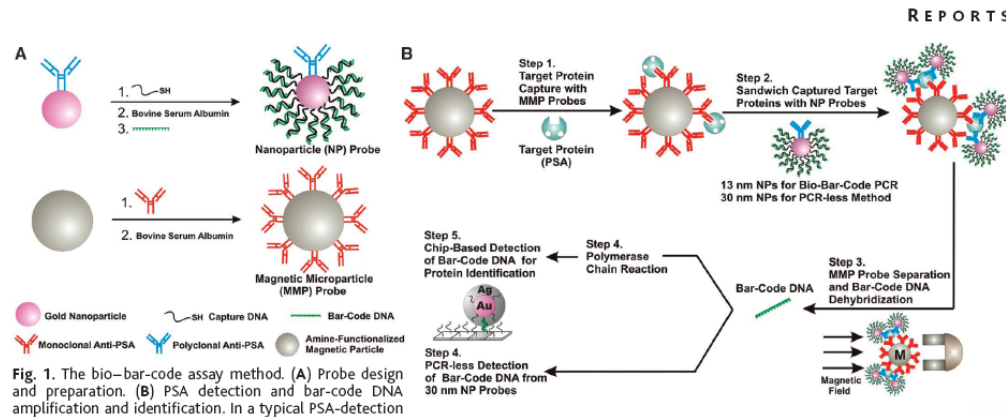 REPORTS
A
1. SH
2. Bovine Serum Albumin
3.
Nanoparticle (NP) Probe
1.
2. Bovine Serum Albumin
Magnetic Microparticle
(MMP) Probe
Gold Nanoparticle
SH Capture DNA
Bar-Code DNA
Monoclonal Anti-PSA
Polyclonal Anti-PSA
Amine-Functionalized
Magnetic Particle
B
Step 1.
Target Protein
Capture with
MMP Probes
Target Protein
(PSA)
Step 2.
Sandwich Captured Target
Proteins with NP Probes
13 nm NPs for Bio-Bar-Code PCR
30 nm NPs for PCR-less Method
Step 3.
MMP Probe Separation
and Bar-Code DNA
Dehybridization
M
Magnetic
Field
Bar-Code DNA
Step 4.
Polymerase
Chain Reaction
Step 5.
Chip-Based Detection
of Bar-Code DNA for
Protein Identification
Ag
Au
Step 4.
PCR-less Detection
of Bar-Code DNA from
30 nm NP Probes
Fig. 1. The bio–bar-code assay method. (A) Probe design
and preparation. (B) PSA detection and bar-code DNA
amplification and identification. In a typical PSA-detection